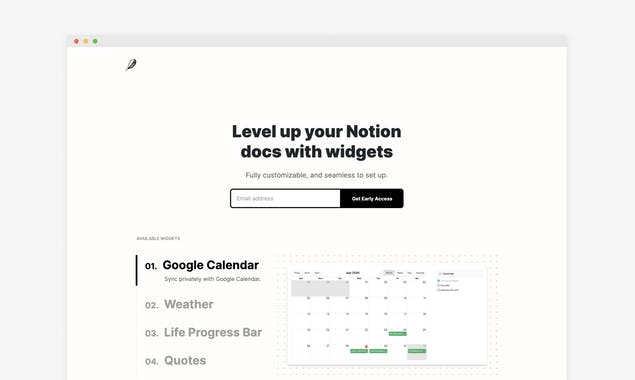 Level up your Notion
docs with widgets
Fully customizable, and seamless to set up.
Email address
Get Early Access
AVAILABLE WIDGETS
01. Google Calendar
Sync privately with Google Calendar.
02. Weather
03. Life Progress Bar
04. Quotes
July 2020
Upcoming